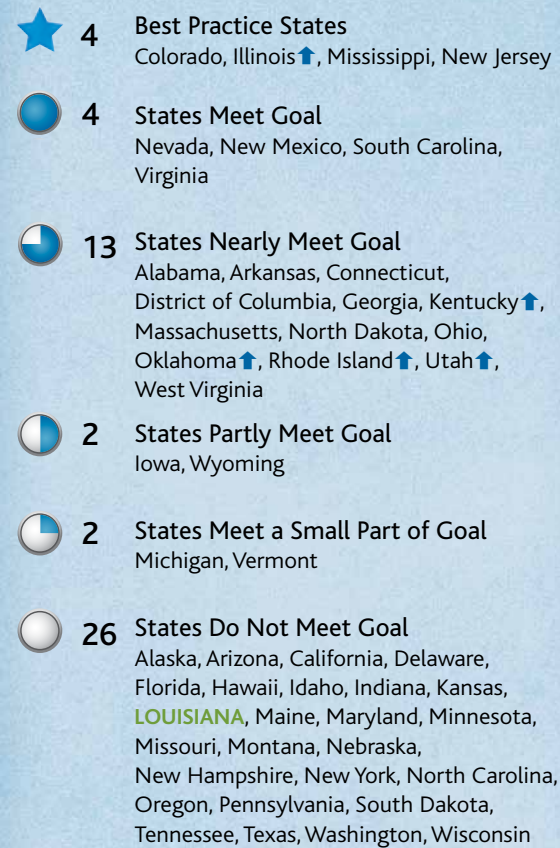 4 Best Practice States
Colorado, Illinois⬆, Mississippi, New Jersey
4 States Meet Goal
Nevada, New Mexico, South Carolina,
Virginia
13 States Nearly Meet Goal
Alabama, Arkansas, Connecticut,
District of Columbia, Georgia, Kentucky⬆,
Massachusetts, North Dakota, Ohio,
Oklahoma⬆, Rhode Island⬆, Utah⬆,
West Virginia
2 States Partly Meet Goal
Iowa, Wyoming
2 States Meet a Small Part of Goal
Michigan, Vermont
26 States Do Not Meet Goal
Alaska, Arizona, California, Delaware,
Florida, Hawaii, Idaho, Indiana, Kansas,
LOUISIANA, Maine, Maryland, Minnesota,
Missouri, Montana, Nebraska,
New Hampshire, New York, North Carolina,
Oregon, Pennsylvania, South Dakota,
Tennessee, Texas, Washington, Wisconsin